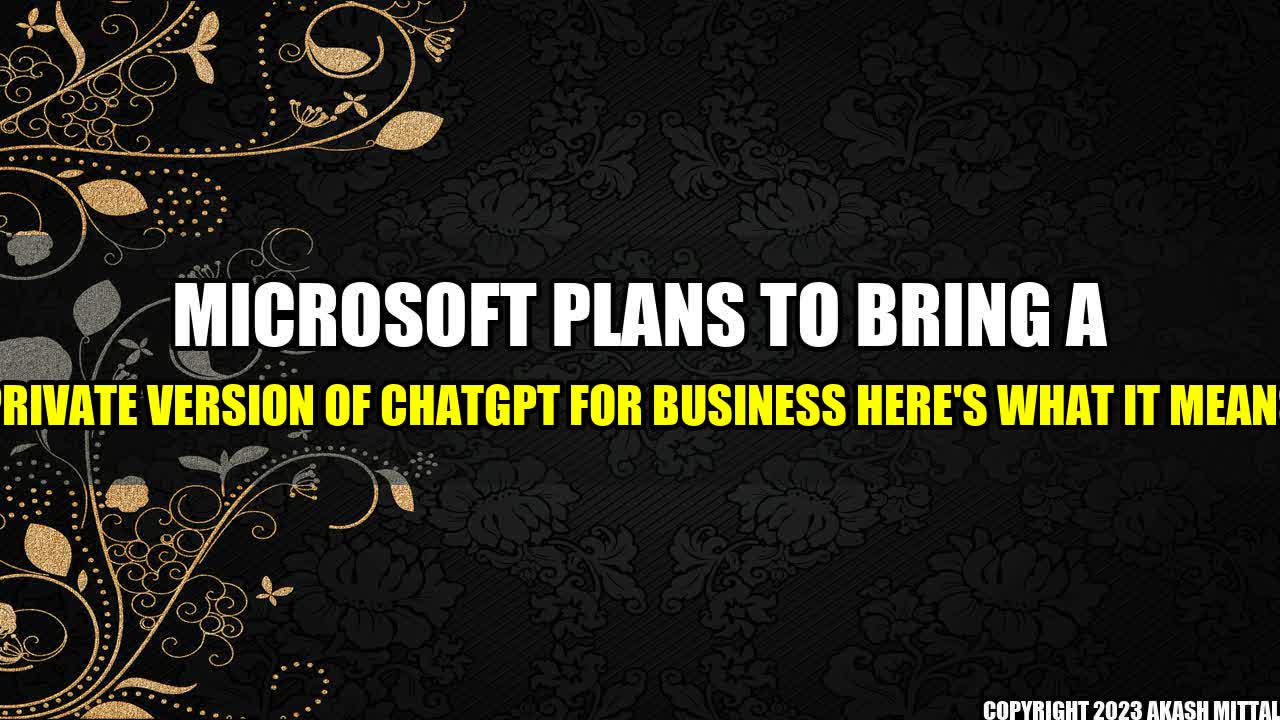 MICROSOFT PLANS TO BRING A
PRIVATE VERSION OF CHATGPT FOR BUSINESS HERE'S WHAT IT MEANS
COPYRIGHT 2023 AKASH MITTAL